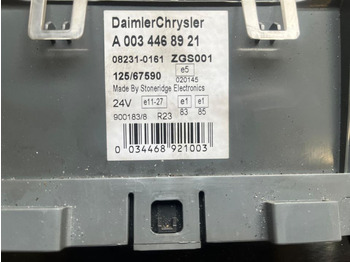 DaimlerChrysler
A 003 446 89 21
08231-0161 ZGS001
125/67590 e5
020145
Made By Stoneridge Electronics
24V e11-27 e1 e1
900183/8 R23 83 85
0 034468 921003